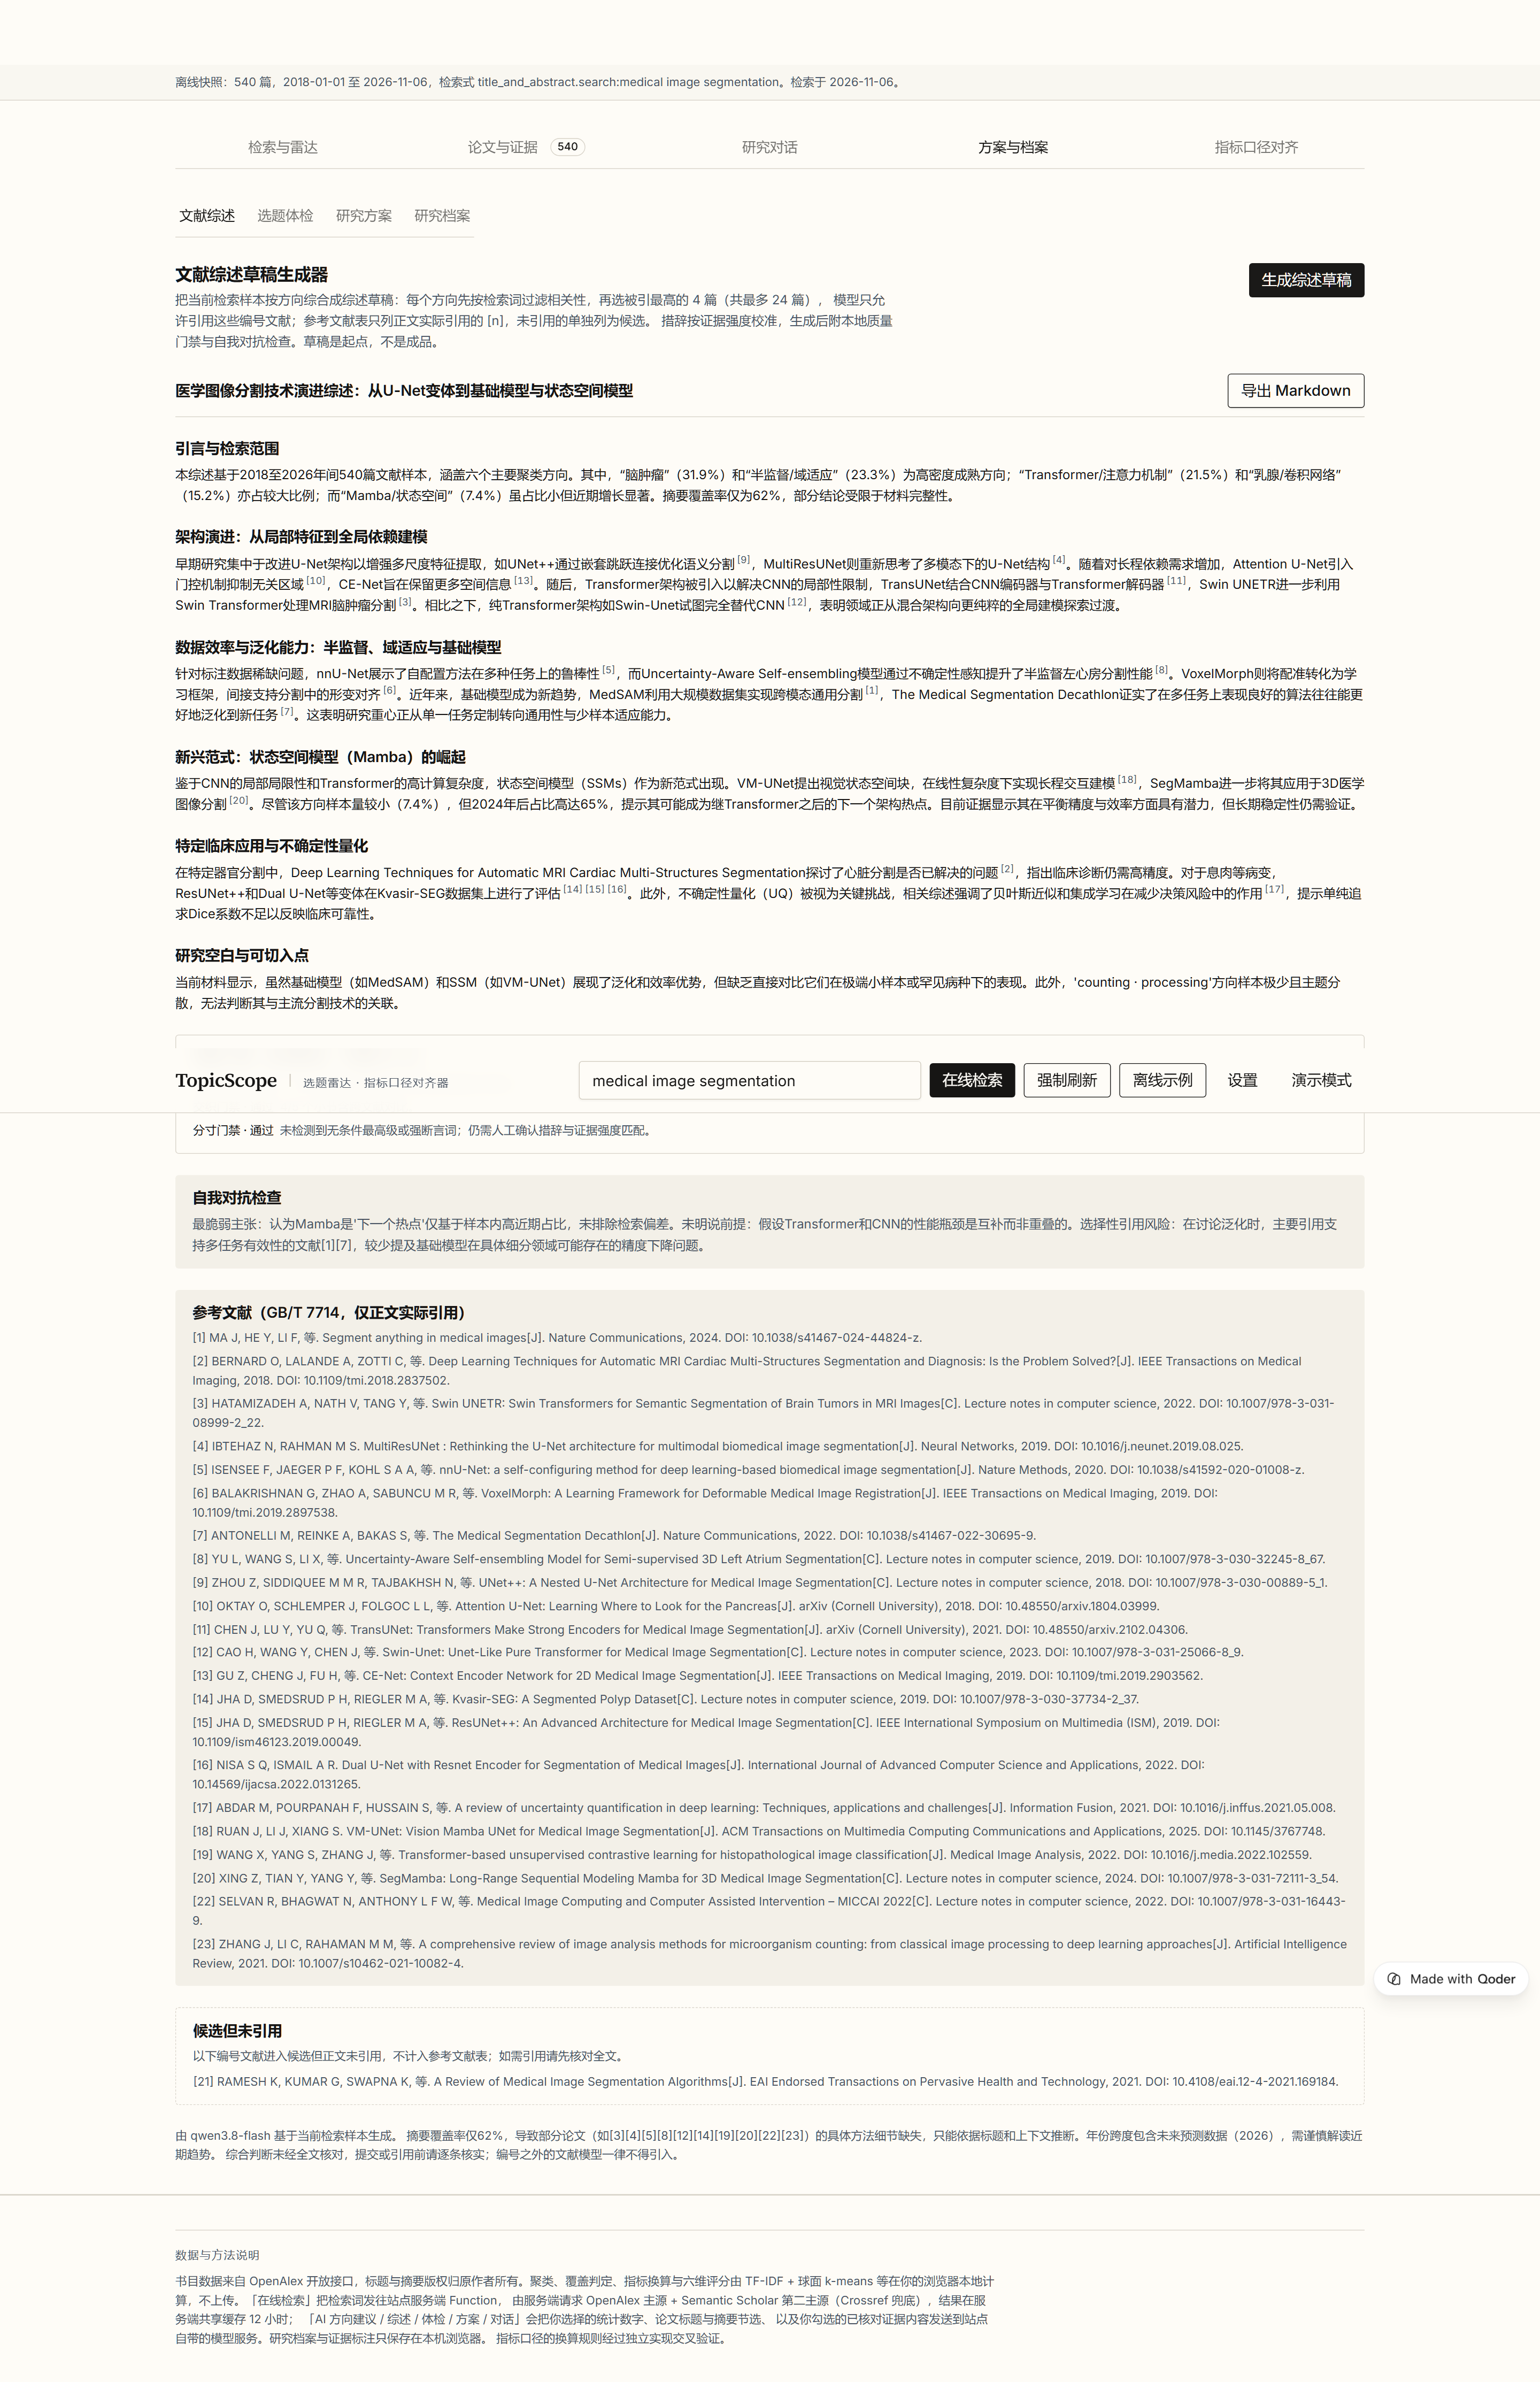 离线快照：540 篇，2018-01-01 至 2026-11-06，检索式 title_and_abstract.search:medical image segmentation。检索于 2026-11-06。
检索与雷达
论文与证据 540
研究对话
方案与档案
指标口径对齐
文献综述 选题体检 研究方案 研究档案
文献综述草稿生成器
生成综述草稿
把当前检索样本按方向综合成综述草稿：每个方向先按检索词过滤相关性，再选被引最高的 4 篇（共最多 24 篇）， 模型只允
许引用这些编号文献；参考文献表只列正文实际引用的 [n]，未引用的单独列为候选。 措辞按证据强度校准，生成后附本地质量
门禁与自我对抗检查。草稿是起点，不是成品。
医学图像分割技术演进综述：从U-Net变体到基础模型与状态空间模型
导出 Markdown
引言与检索范围
本综述基于2018至2026年间540篇文献样本，涵盖六个主要聚类方向。其中，“脑肿瘤”（31.9%）和“半监督/域适应”（23.3%）为高密度成熟方向；“Transformer/注意力机制”（21.5%）和“乳腺/卷积网络”
（15.2%）亦占较大比例；而“Mamba/状态空间”（7.4%）虽占比小但近期增长显著。摘要覆盖率仅为62%，部分结论受限于材料完整性。
架构演进：从局部特征到全局依赖建模
早期研究集中于改进U-Net架构以增强多尺度特征提取，如UNet++通过嵌套跳跃连接优化语义分割 [9]，MultiResUNet则重新思考了多模态下的U-Net结构 [4]。随着对长程依赖需求增加，Attention U-Net引入
门控机制抑制无关区域 [10]，CE-Net旨在保留更多空间信息 [13]。随后，Transformer架构被引入以解决CNN的局部性限制，TransUNet结合CNN编码器与Transformer解码器 [11]，Swin UNETR进一步利用
Swin Transformer处理MRI脑肿瘤分割 [3]。相比之下，纯Transformer架构如Swin-Unet试图完全替代CNN [12]，表明领域正从混合架构向更纯粹的全局建模探索过渡。
数据效率与泛化能力：半监督、域适应与基础模型
针对标注数据稀缺问题，nnU-Net展示了自配置方法在多种任务上的鲁棒性 [5]，而Uncertainty-Aware Self-ensembling模型通过不确定性感知提升了半监督左心房分割性能 [8]。VoxelMorph则将配准转化为学
习框架，间接支持分割中的形变对齐 [6]。近年来，基础模型成为新趋势，MedSAM利用大规模数据集实现跨模态通用分割 [1]，The Medical Segmentation Decathlon证实了在多任务上表现良好的算法往往能更
好地泛化到新任务 [7]。这表明研究重心正从单一任务定制转向通用性与少样本适应能力。
新兴范式：状态空间模型（Mamba）的崛起
鉴于CNN的局部局限性和Transformer的高计算复杂度，状态空间模型（SSMs）作为新范式出现。VM-UNet提出视觉状态空间块，在线性复杂度下实现长程交互建模 [18]，SegMamba进一步将其应用于3D医学
图像分割 [20]。尽管该方向样本量较小（7.4%），但2024年后占比高达65%，提示其可能成为继Transformer之后的下一个架构热点。目前证据显示其在平衡精度与效率方面具有潜力，但长期稳定性仍需验证。
特定临床应用与不确定性量化
在特定器官分割中，Deep Learning Techniques for Automatic MRI Cardiac Multi-Structures Segmentation探讨了心脏分割是否已解决的问题 [2]，指出临床诊断仍需高精度。对于息肉等病变，
ResUNet++和Dual U-Net等变体在Kvasir-SEG数据集上进行了评估 [14] [15] [16]。此外，不确定性量化（UQ）被视为关键挑战，相关综述强调了贝叶斯近似和集成学习在减少决策风险中的作用 [17]，提示单纯追
求Dice系数不足以反映临床可靠性。
研究空白与可切入点
当前材料显示，虽然基础模型（如MedSAM）和SSM（如VM-UNet）展现了泛化和效率优势，但缺乏直接对比它们在极端小样本或罕见病种下的表现。此外，'counting · processing'方向样本极少且主题分
散，无法判断其与主流分割技术的关联。
TopicScope 选题雷达 · 指标口径对齐器 medical image segmentation 在线检索 强制刷新 离线示例 设置 演示模式
分寸门禁 · 通过 未检测到无条件最高级或强断言词；仍需人工确认措辞与证据强度匹配。
自我对抗检查
最脆弱主张：认为Mamba是'下一个热点'仅基于样本内高近期占比，未排除检索偏差。未明说前提：假设Transformer和CNN的性能瓶颈是互补而非重叠的。选择性引用风险：在讨论泛化时，主要引用支
持多任务有效性的文献[1][7]，较少提及基础模型在具体细分领域可能存在的精度下降问题。
参考文献（GB/T 7714，仅正文实际引用）
[1] MA J, HE Y, LI F, 等. Segment anything in medical images[J]. Nature Communications, 2024. DOI: 10.1038/s41467-024-44824-z.
[2] BERNARD O, LALANDE A, ZOTTI C, 等. Deep Learning Techniques for Automatic MRI Cardiac Multi-Structures Segmentation and Diagnosis: Is the Problem Solved?[J]. IEEE Transactions on Medical
Imaging, 2018. DOI: 10.1109/tmi.2018.2837502.
[3] HATAMIZADEH A, NATH V, TANG Y, 等. Swin UNETR: Swin Transformers for Semantic Segmentation of Brain Tumors in MRI Images[C]. Lecture notes in computer science, 2022. DOI: 10.1007/978-3-031-
08999-2_22.
[4] IBTEHAZ N, RAHMAN M S. MultiResUNet : Rethinking the U-Net architecture for multimodal biomedical image segmentation[J]. Neural Networks, 2019. DOI: 10.1016/j.neunet.2019.08.025.
[5] ISENSEE F, JAEGER P F, KOHL S A A, 等. nnU-Net: a self-configuring method for deep learning-based biomedical image segmentation[J]. Nature Methods, 2020. DOI: 10.1038/s41592-020-01008-z.
[6] BALAKRISHNAN G, ZHAO A, SABUNCU M R, 等. VoxelMorph: A Learning Framework for Deformable Medical Image Registration[J]. IEEE Transactions on Medical Imaging, 2019. DOI:
10.1109/tmi.2019.2897538.
[7] ANTONELLI M, REINKE A, BAKAS S, 等. The Medical Segmentation Decathlon[J]. Nature Communications, 2022. DOI: 10.1038/s41467-022-30695-9.
[8] YU L, WANG S, LI X, 等. Uncertainty-Aware Self-ensembling Model for Semi-supervised 3D Left Atrium Segmentation[C]. Lecture notes in computer science, 2019. DOI: 10.1007/978-3-030-32245-8_67.
[9] ZHOU Z, SIDDIQUEE M M R, TAJBAKHSH N, 等. UNet++: A Nested U-Net Architecture for Medical Image Segmentation[C]. Lecture notes in computer science, 2018. DOI: 10.1007/978-3-030-00889-5_1.
[10] OKTAY O, SCHLEMPER J, FOLGOC L L, 等. Attention U-Net: Learning Where to Look for the Pancreas[J]. arXiv (Cornell University), 2018. DOI: 10.48550/arxiv.1804.03999.
[11] CHEN J, LU Y, YU Q, 等. TransUNet: Transformers Make Strong Encoders for Medical Image Segmentation[J]. arXiv (Cornell University), 2021. DOI: 10.48550/arxiv.2102.04306.
[12] CAO H, WANG Y, CHEN J, 等. Swin-Unet: Unet-Like Pure Transformer for Medical Image Segmentation[C]. Lecture notes in computer science, 2023. DOI: 10.1007/978-3-031-25066-8_9.
[13] GU Z, CHENG J, FU H, 等. CE-Net: Context Encoder Network for 2D Medical Image Segmentation[J]. IEEE Transactions on Medical Imaging, 2019. DOI: 10.1109/tmi.2019.2903562.
[14] JHA D, SMEDSRUD P H, RIEGLER M A, 等. Kvasir-SEG: A Segmented Polyp Dataset[C]. Lecture notes in computer science, 2019. DOI: 10.1007/978-3-030-37734-2_37.
[15] JHA D, SMEDSRUD P H, RIEGLER M A, 等. ResUNet++: An Advanced Architecture for Medical Image Segmentation[C]. IEEE International Symposium on Multimedia (ISM), 2019. DOI:
10.1109/ism46123.2019.00049.
[16] NISA S Q, ISMAIL A R. Dual U-Net with Resnet Encoder for Segmentation of Medical Images[J]. International Journal of Advanced Computer Science and Applications, 2022. DOI:
10.14569/ijacsa.2022.0131265.
[17] ABDAR M, POURPANAH F, HUSSAIN S, 等. A review of uncertainty quantification in deep learning: Techniques, applications and challenges[J]. Information Fusion, 2021. DOI: 10.1016/j.inffus.2021.05.008.
[18] RUAN J, LI J, XIANG S. VM-UNet: Vision Mamba UNet for Medical Image Segmentation[J]. ACM Transactions on Multimedia Computing Communications and Applications, 2025. DOI: 10.1145/3767748.
[19] WANG X, YANG S, ZHANG J, 等. Transformer-based unsupervised contrastive learning for histopathological image classification[J]. Medical Image Analysis, 2022. DOI: 10.1016/j.media.2022.102559.
[20] XING Z, TIAN Y, YANG Y, 等. SegMamba: Long-Range Sequential Modeling Mamba for 3D Medical Image Segmentation[C]. Lecture notes in computer science, 2024. DOI: 10.1007/978-3-031-72111-3_54.
[22] SELVAN R, BHAGWAT N, ANTHONY L F W, 等. Medical Image Computing and Computer Assisted Intervention – MICCAI 2022[C]. Lecture notes in computer science, 2022. DOI: 10.1007/978-3-031-16443-
9.
[23] ZHANG J, LI C, RAHAMAN M M, 等. A comprehensive review of image analysis methods for microorganism counting: from classical image processing to deep learning approaches[J]. Artificial Intelligence
Review, 2021. DOI: 10.1007/s10462-021-10082-4.
Made with Qoder
候选但未引用
以下编号文献进入候选但正文未引用，不计入参考文献表；如需引用请先核对全文。
[21] RAMESH K, KUMAR G, SWAPNA K, 等. A Review of Medical Image Segmentation Algorithms[J]. EAI Endorsed Transactions on Pervasive Health and Technology, 2021. DOI: 10.4108/eai.12-4-2021.169184.
由 qwen3.8-flash 基于当前检索样本生成。 摘要覆盖率仅62%，导致部分论文（如[3][4][5][8][12][14][19][20][22][23]）的具体方法细节缺失，只能依据标题和上下文推断。年份跨度包含未来预测数据（2026），需谨慎解读近
期趋势。 综合判断未经全文核对，提交或引用前请逐条核实；编号之外的文献模型一律不得引入。
数据与方法说明
书目数据来自 OpenAlex 开放接口，标题与摘要版权归原作者所有。聚类、覆盖判定、指标换算与六维评分由 TF-IDF + 球面 k-means 等在你的浏览器本地计
算，不上传。「在线检索」把检索词发往站点服务端 Function， 由服务端请求 OpenAlex 主源 + Semantic Scholar 第二主源（Crossref 兜底），结果在服
务端共享缓存 12 小时； 「AI 方向建议 / 综述 / 体检 / 方案 / 对话」会把你选择的统计数字、论文标题与摘要节选、 以及你勾选的已核对证据内容发送到站点
自带的模型服务。研究档案与证据标注只保存在本机浏览器。 指标口径的换算规则经过独立实现交叉验证。